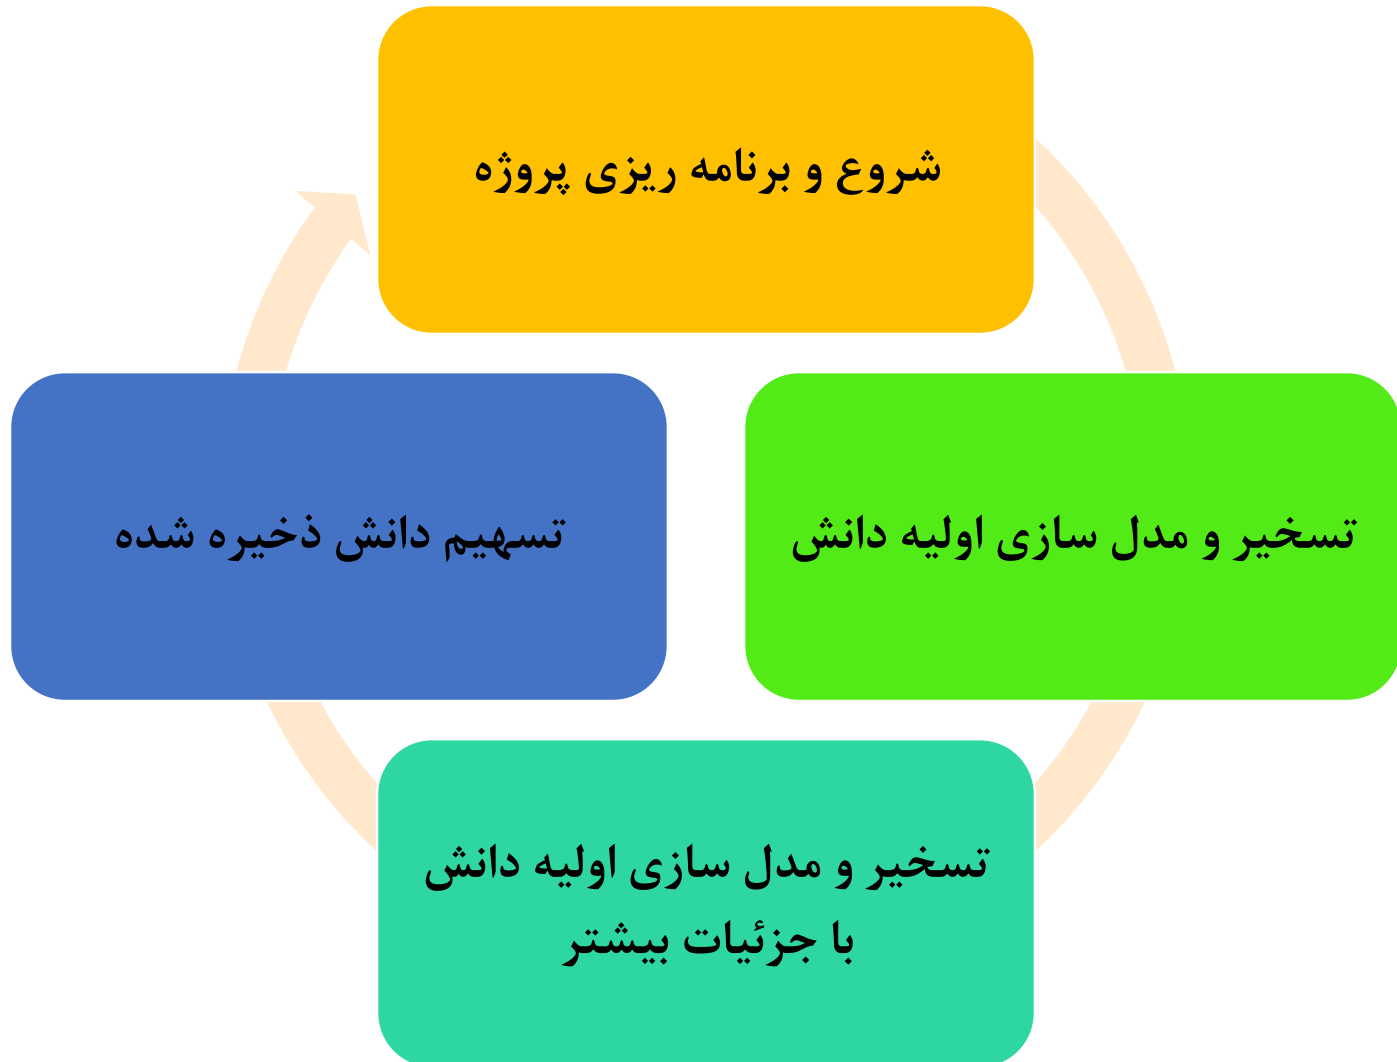 شروع و برنامه ریزی پروژه
تسخیر و مدل سازی اولیه دانش
تسخیر و مدل سازی اولیه دانش
با جزئیات بیشتر
تسهیم دانش ذخیره شده